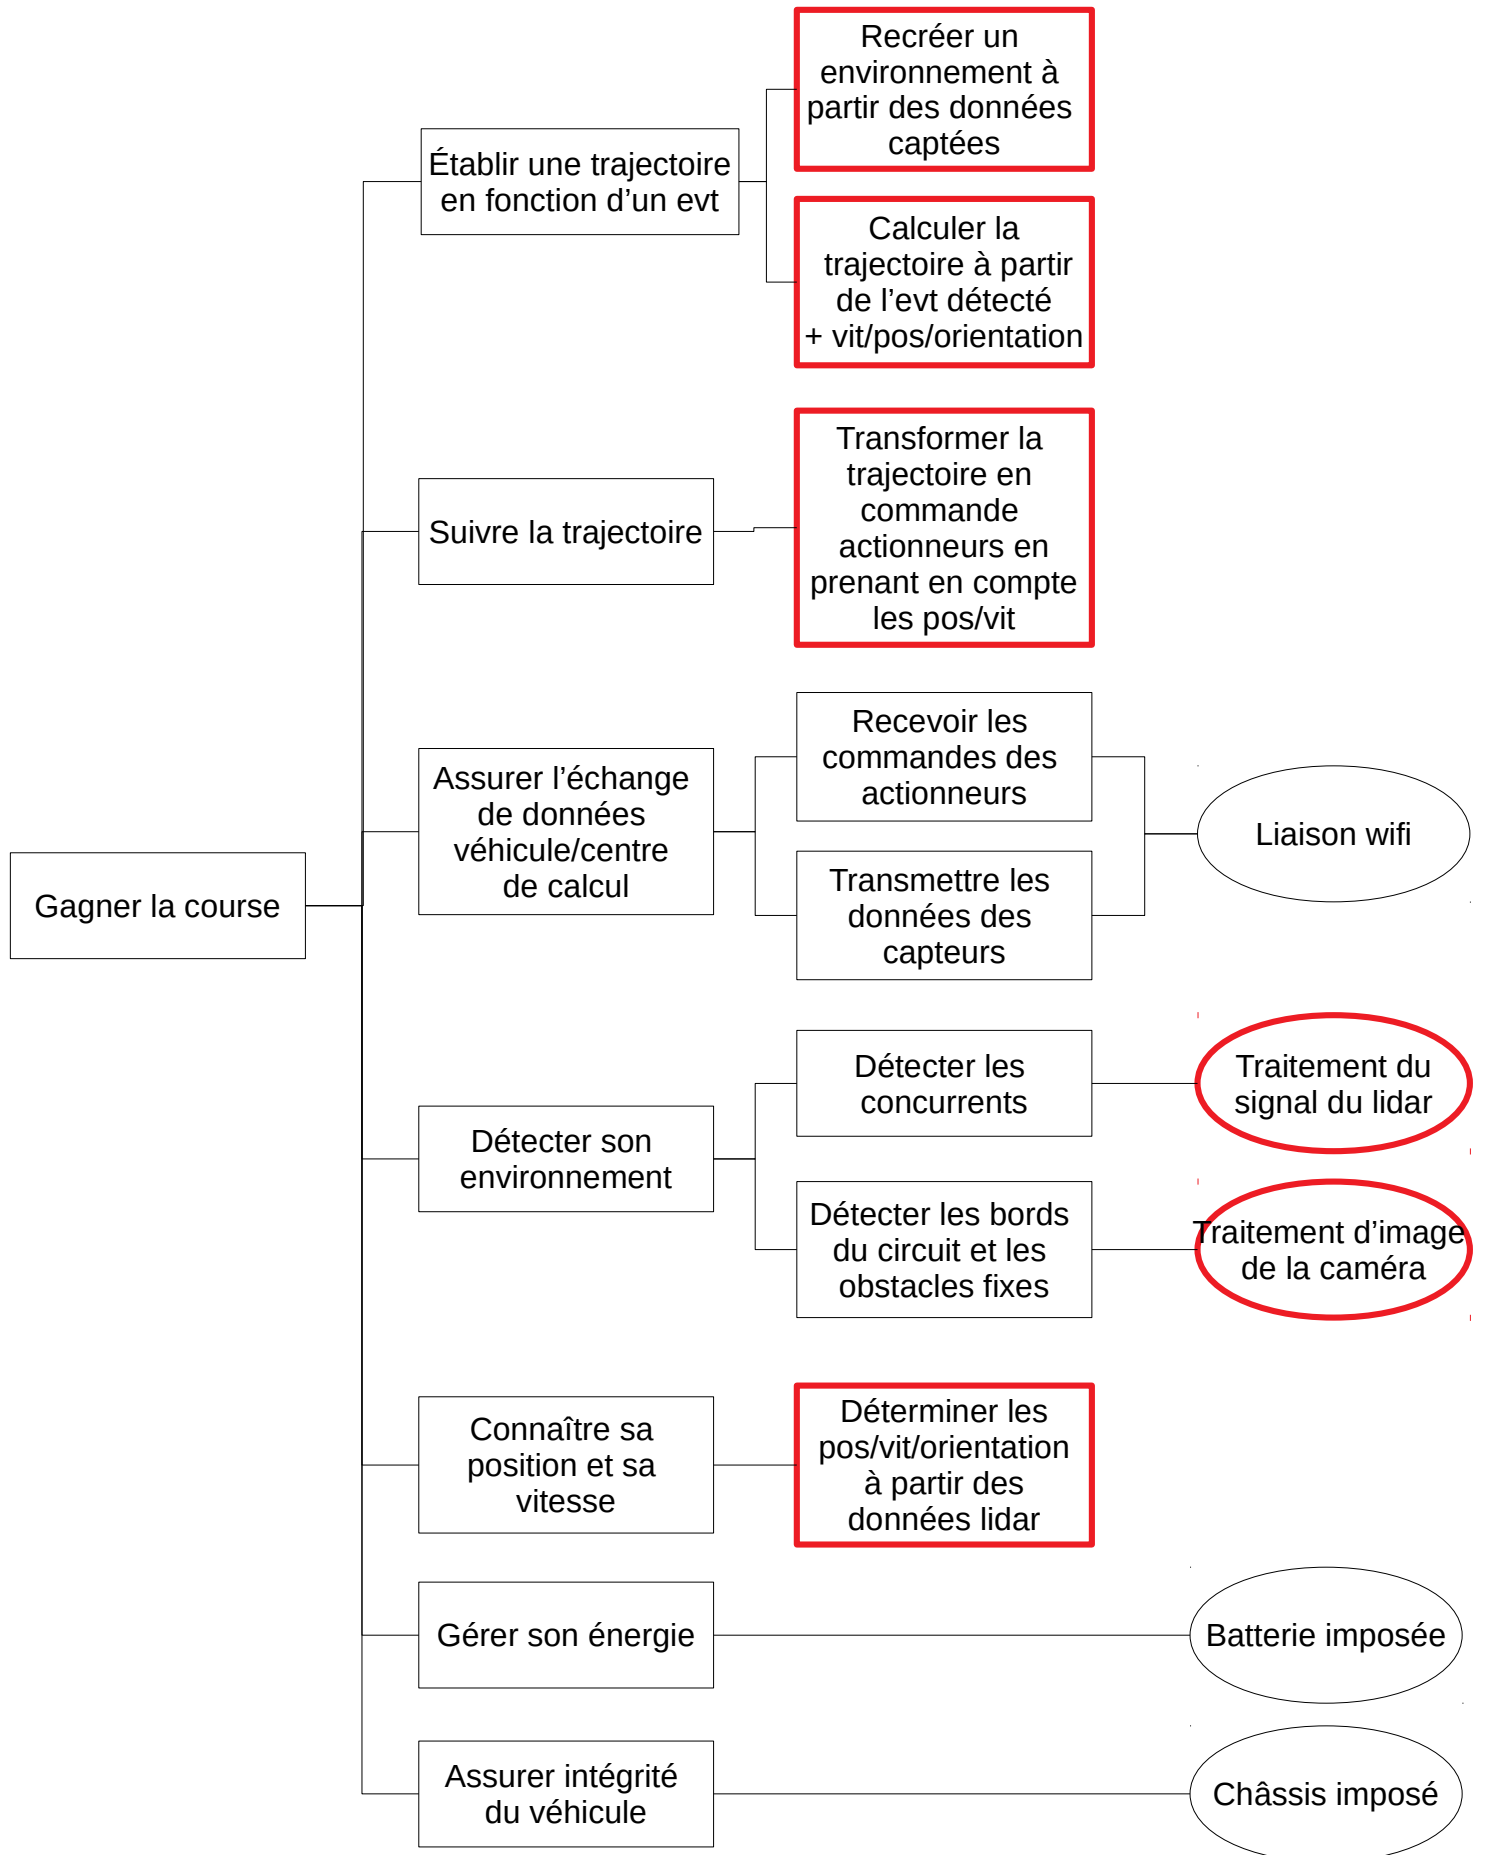 Recréer un
environnement à
partir des données
captées
Établir une trajectoire
en fonction d’un evt
Calculer la
trajectoire à partir
de l’evt détecté
+ vit/pos/orientation
Transformer la
trajectoire en
commande
actionneurs en
prenant en compte
les pos/vit
Suivre la trajectoire
Recevoir les
commandes des
actionneurs
Assurer l’échange
de données
véhicule/centre
de calcul
Liaison wifi
Transmettre les
données des
capteurs
Gagner la course
Détecter les
concurrents
Traitement du
signal du lidar
Détecter son
environnement
Détecter les bords
du circuit et les
obstacles fixes
Traitement d’image
de la caméra
Connaître sa
position et sa
vitesse
Déterminer les
pos/vit/orientation
à partir des
données lidar
Gérer son énergie
Batterie imposée
Assurer intégrité
du véhicule
Châssis imposé